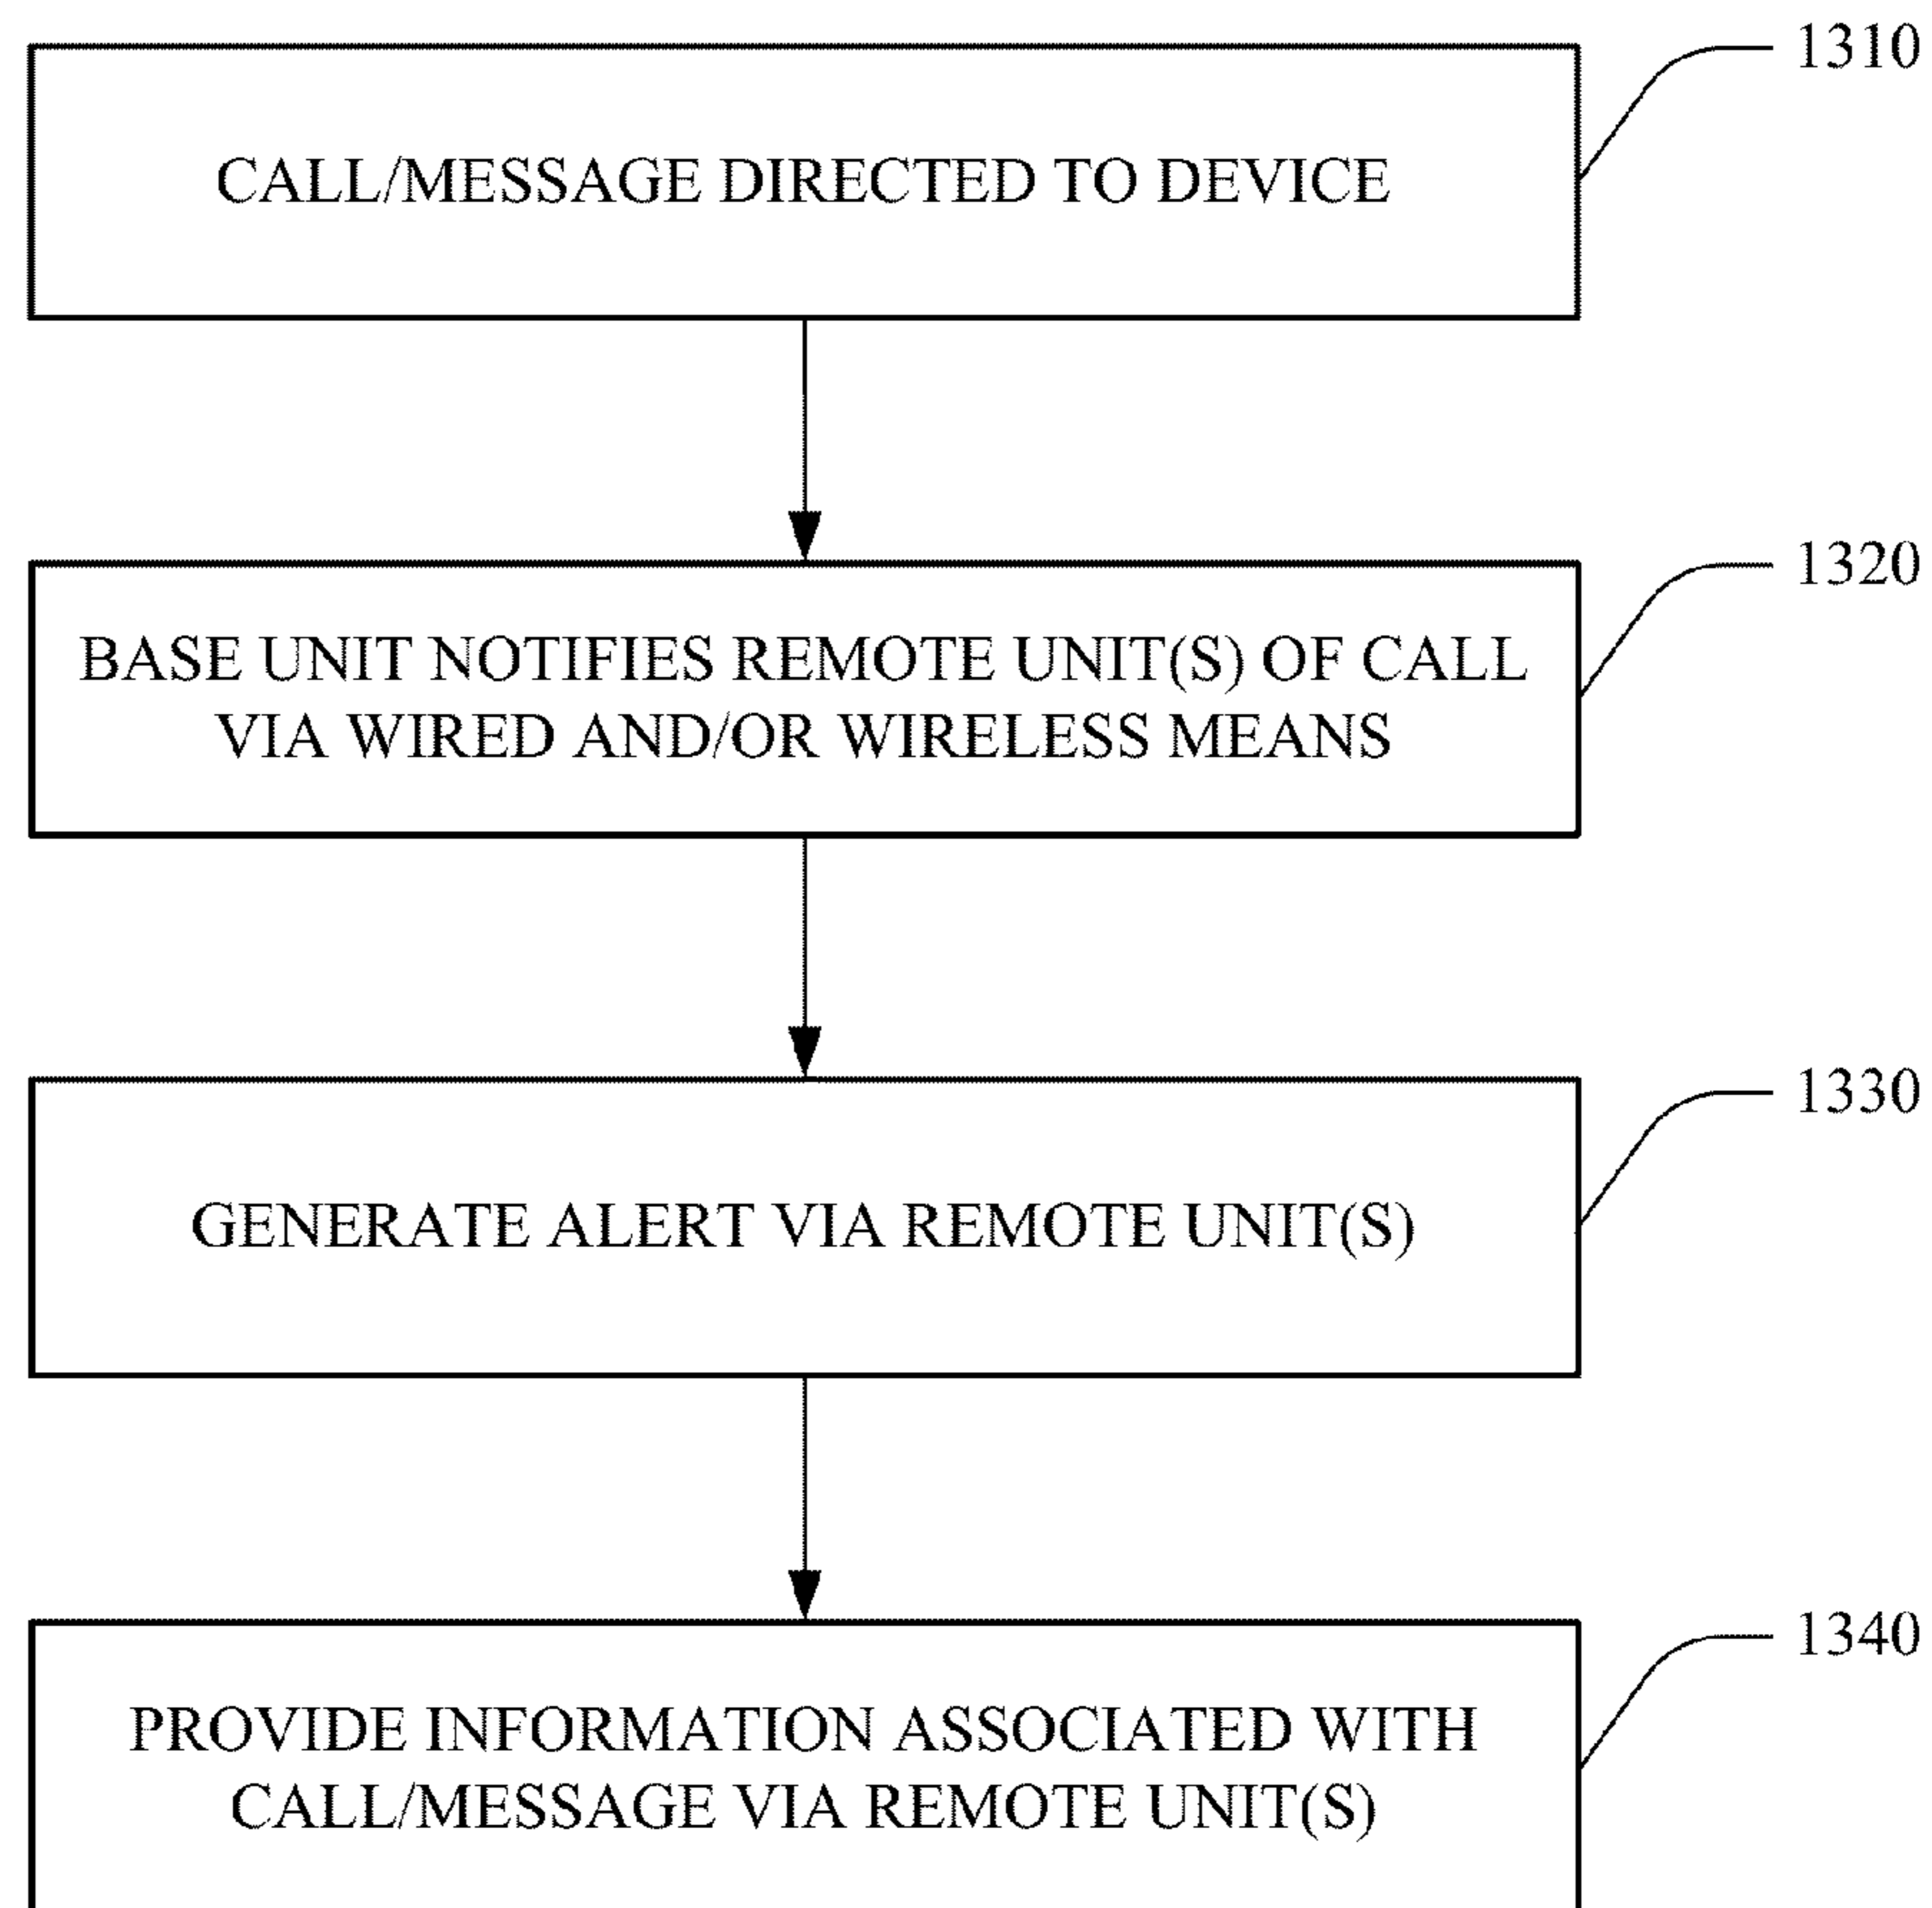 1310
CALL/MESSAGE DIRECTED TO DEVICE
1320
BASE UNIT NOTIFIES REMOTE UNIT(S) OF CALL
VIA WIRED AND/OR WIRELESS MEANS
1330
GENERATE ALERT VIA REMOTE UNIT(S)
1340
PROVIDE INFORMATION ASSOCIATED WITH
CALL/MESSAGE VIA REMOTE UNIT(S)